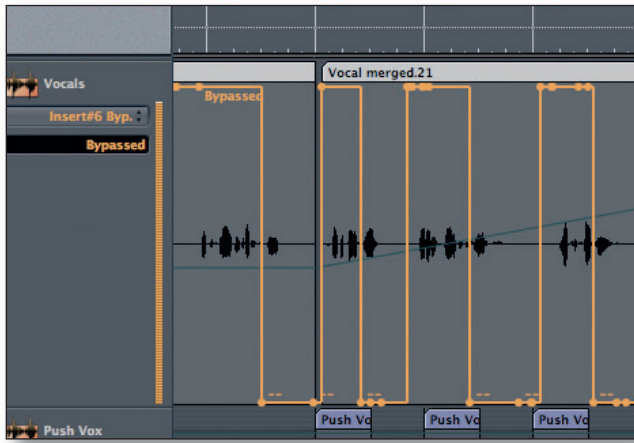 Vocal merged.21
Vocals
Bypassed
Insert#6 Byp.
Bypassed
--
--
--
--
--
--
Push Vox
Push Vo
Push Vo
Push Vo